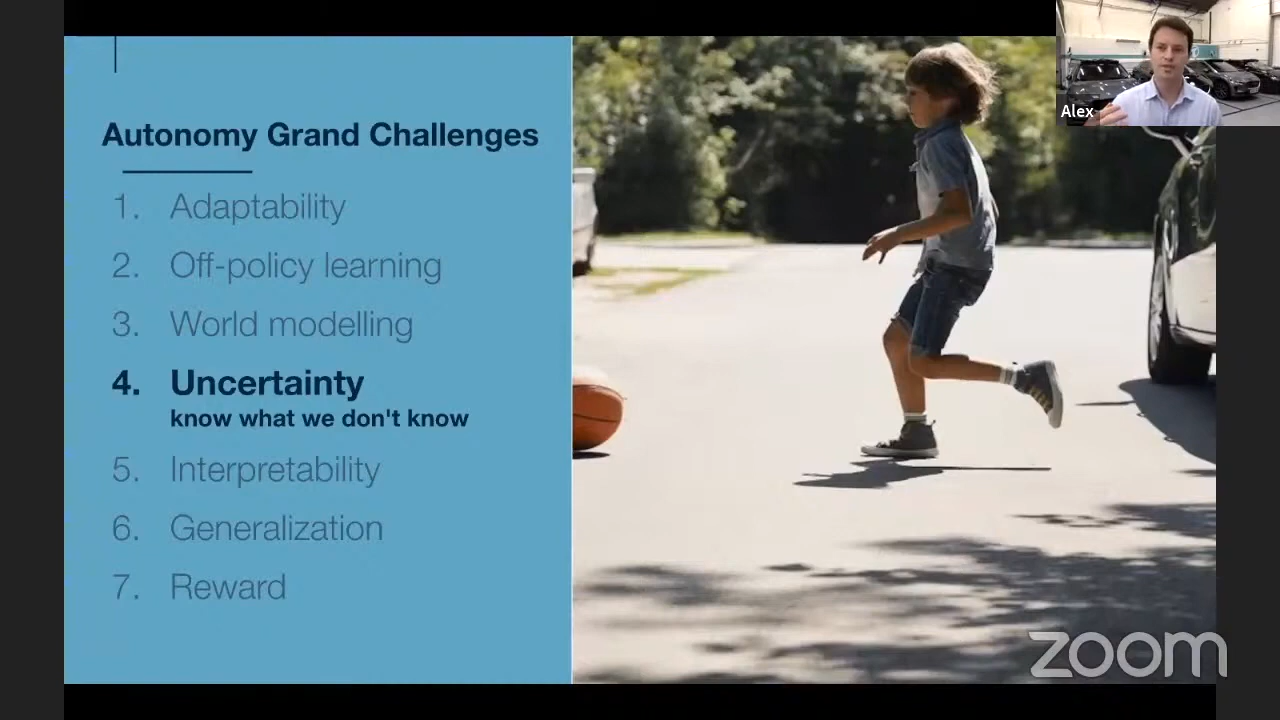 Autonomy Grand Challenges
1. Adaptability
2. Off-policy learning
3. World modelling
4. Uncertainty
know what we don't know
5. Interpretability
6. Generalization
7. Reward
Alex
zoom